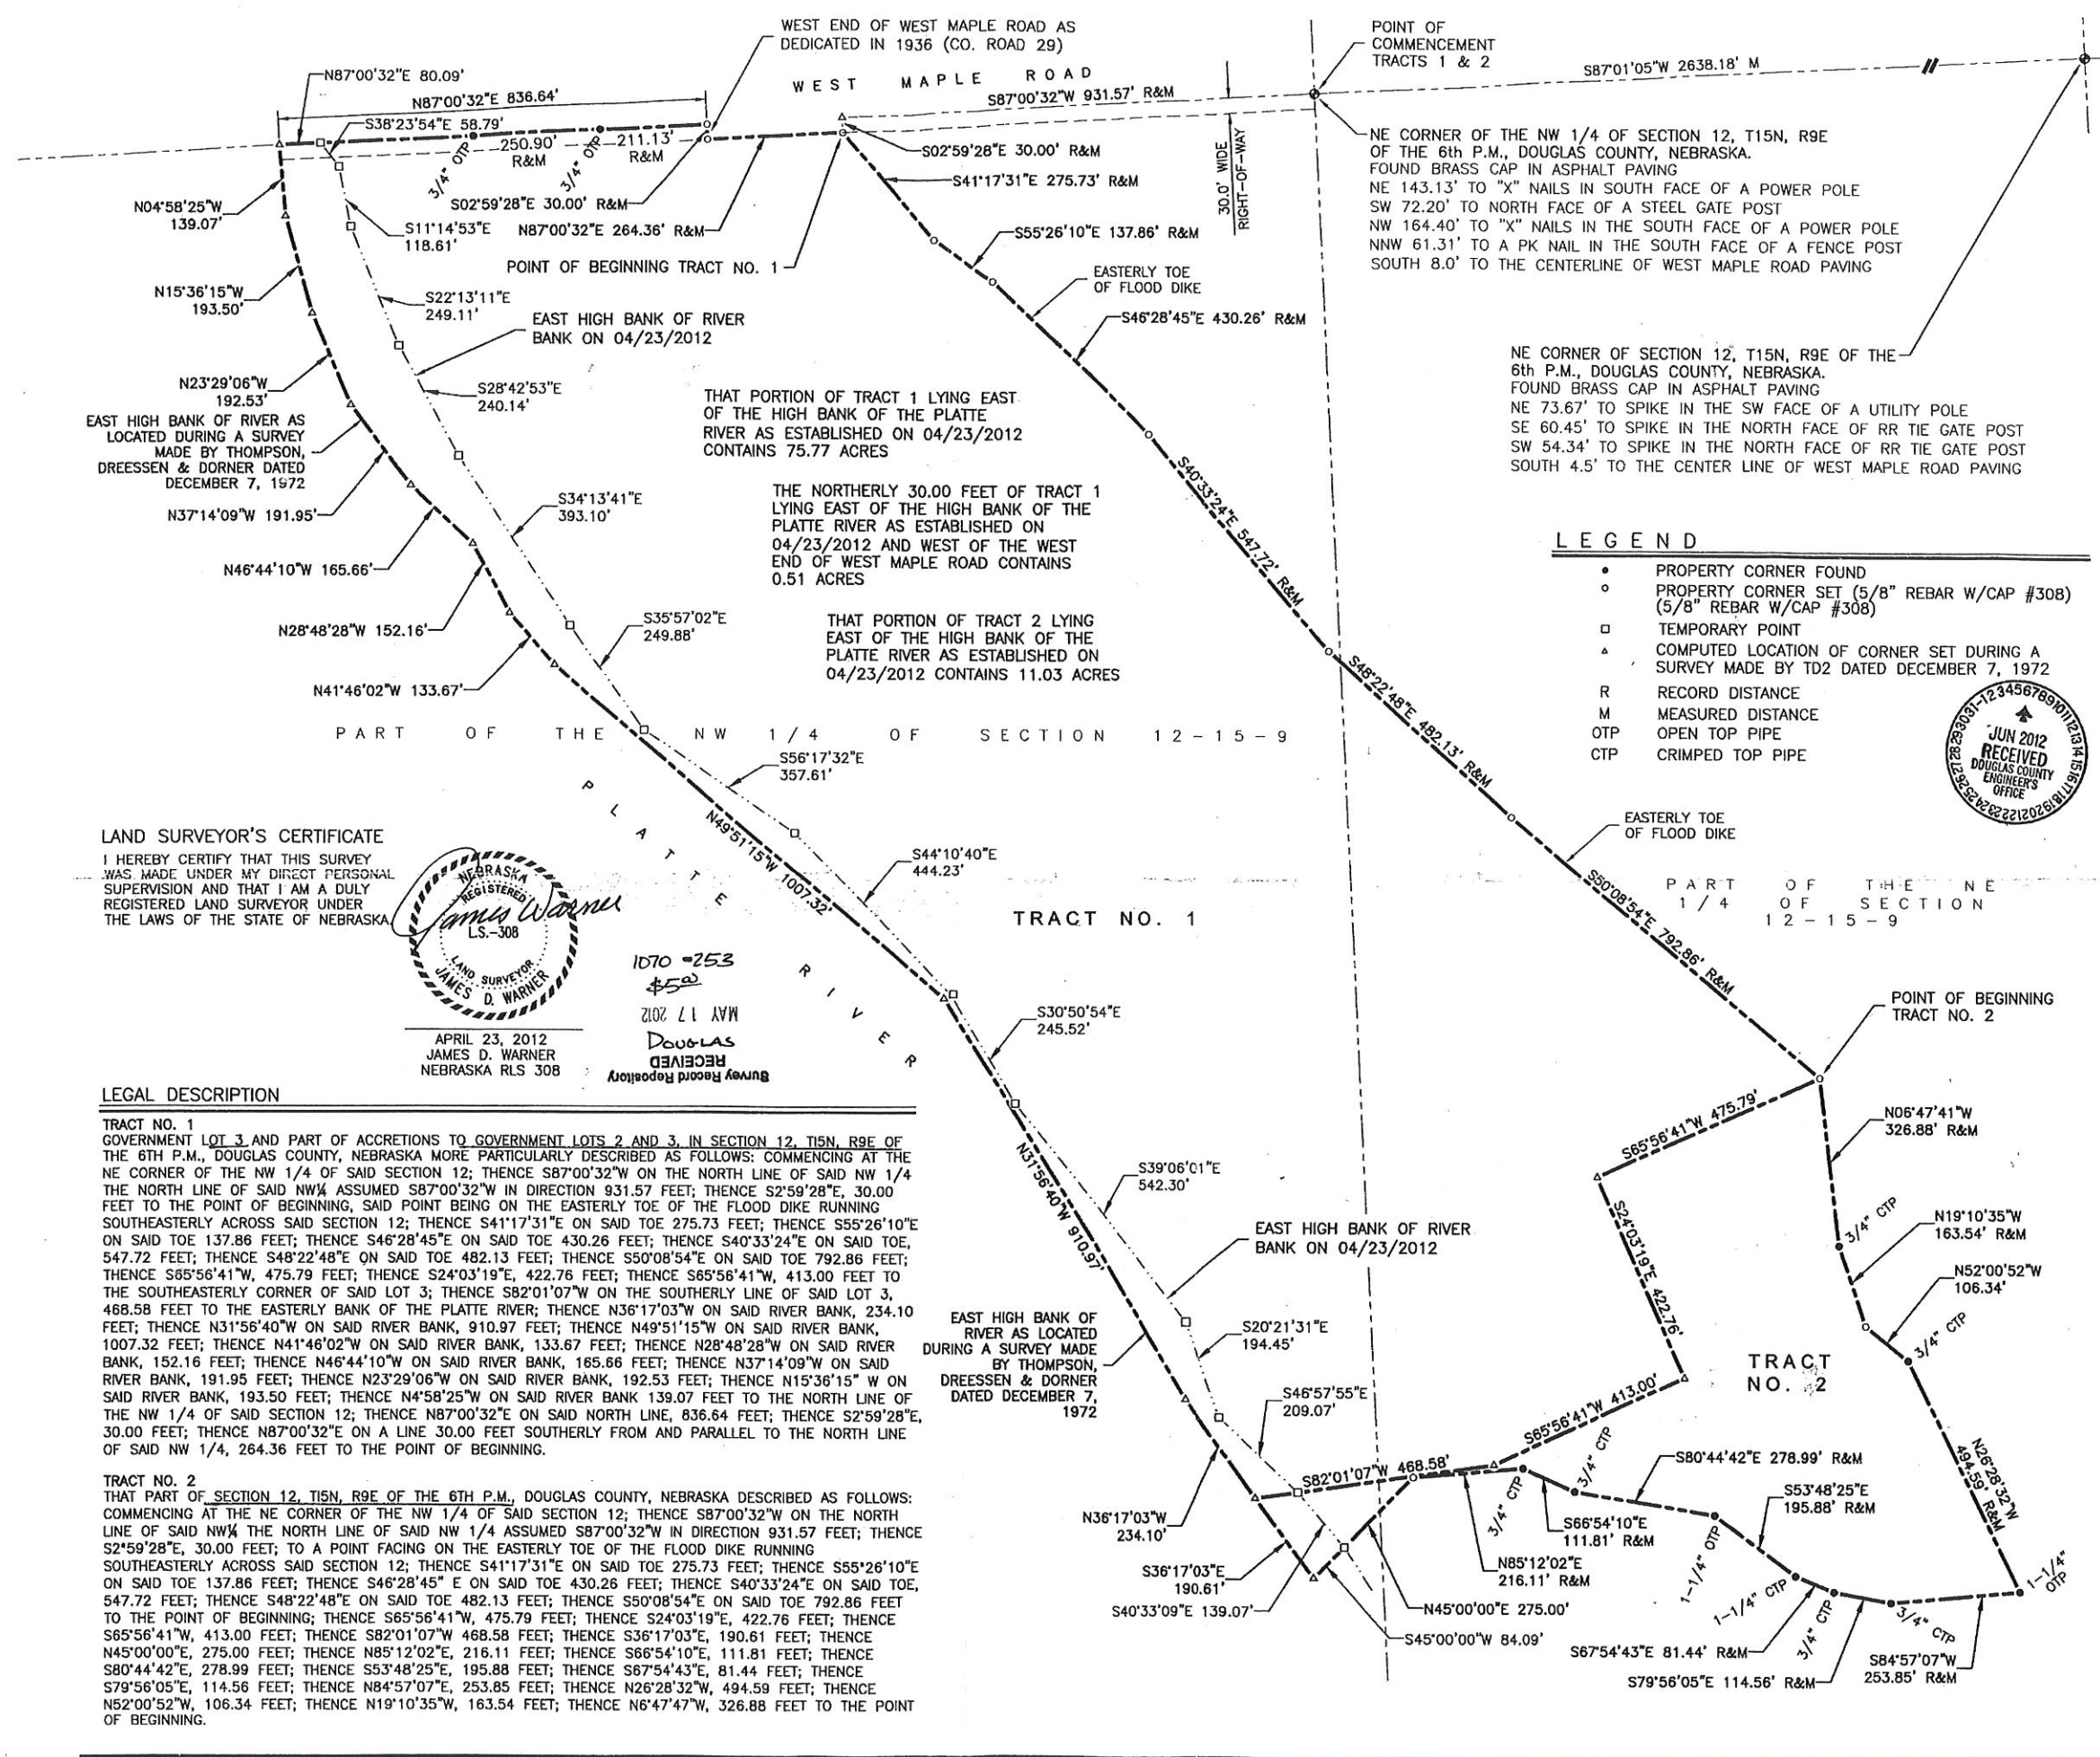 WEST END OF WEST MAPLE ROAD AS
DEDICATED IN 1936 (CO. ROAD 29)
POINT OF
COMMENCEMENT
TRACTS 1 & 2
WEST MAPLE ROAD
S87°00'32"W 931.57' R&M
S87°01'05"W 2638.18' M
N87°00'32"E 80.09'
N87°00'32"E 836.64'
S38°23'54"E 58.79'
250.90'
R&M
211.13'
R&M
3/4" OTP
3/4" OTP
S02°59'28"E 30.00' R&M
N87°00'32"E 264.36' R&M
POINT OF BEGINNING TRACT NO. 1
S02°59'28"E 30.00' R&M
S41°17'31"E 275.73' R&M
30.0' WIDE
RIGHT-OF-WAY
S55°26'10"E 137.86' R&M
EASTERLY TOE
OF FLOOD DIKE
S46°28'45"E 430.26' R&M
NE CORNER OF THE NW 1/4 OF SECTION 12, T15N, R9E
OF THE 6th P.M., DOUGLAS COUNTY, NEBRASKA.
FOUND BRASS CAP IN ASPHALT PAVING
NE 143.13' TO "X" NAILS IN SOUTH FACE OF A POWER POLE
SW 72.20' TO NORTH FACE OF A STEEL GATE POST
NW 164.40' TO "X" NAILS IN THE SOUTH FACE OF A POWER POLE
NNW 61.31' TO A PK NAIL IN THE SOUTH FACE OF A FENCE POST
SOUTH 8.0' TO THE CENTERLINE OF WEST MAPLE ROAD PAVING
NE CORNER OF SECTION 12, T15N, R9E OF THE
6th P.M., DOUGLAS COUNTY, NEBRASKA.
FOUND BRASS CAP IN ASPHALT PAVING
NE 73.67' TO SPIKE IN THE SW FACE OF A UTILITY POLE
SE 60.45' TO SPIKE IN THE NORTH FACE OF RR TIE GATE POST
SW 54.34' TO SPIKE IN THE NORTH FACE OF RR TIE GATE POST
SOUTH 4.5' TO THE CENTER LINE OF WEST MAPLE ROAD PAVING
N04°58'25"W
139.07'
S11°14'53"E
118.61'
N15°36'15"W
193.50'
S22°13'11"E
249.11'
EAST HIGH BANK OF RIVER
BANK ON 04/23/2012
N23°29'06"W
192.53'
S28°42'53"E
240.14'
EAST HIGH BANK OF RIVER AS
LOCATED DURING A SURVEY
MADE BY THOMPSON,
DREESSEN & DORNER DATED
DECEMBER 7, 1972
N37°14'09"W 191.95'
S34°13'41"E
393.10'
N46°44'10"W 165.66'
N28°48'28"W 152.16'
S35°57'02"E
249.88'
N41°46'02"W 133.67'
THAT PORTION OF TRACT 1 LYING EAST
OF THE HIGH BANK OF THE PLATTE
RIVER AS ESTABLISHED ON 04/23/2012
CONTAINS 75.77 ACRES
THE NORTHERLY 30.00 FEET OF TRACT 1
LYING EAST OF THE HIGH BANK OF THE
PLATTE RIVER AS ESTABLISHED ON
04/23/2012 AND WEST OF THE WEST
END OF WEST MAPLE ROAD CONTAINS
0.51 ACRES
THAT PORTION OF TRACT 2 LYING
EAST OF THE HIGH BANK OF THE
PLATTE RIVER AS ESTABLISHED ON
04/23/2012 CONTAINS 11.03 ACRES
S40°33'24"E 547.72' R&M
S48°22'48"E 482.13' R&M
LEGEND
PROPERTY CORNER FOUND
PROPERTY CORNER SET (5/8" REBAR W/CAP #308)
(5/8" REBAR W/CAP #308)
TEMPORARY POINT
COMPUTED LOCATION OF CORNER SET DURING A
SURVEY MADE BY TD2 DATED DECEMBER 7, 1972
R RECORD DISTANCE
M MEASURED DISTANCE
OTP OPEN TOP PIPE
CTP CRIMPED TOP PIPE
JUN 2012
RECEIVED
DOUGLAS COUNTY
ENGINEER'S
OFFICE
PART OF THE NW 1/4 OF SECTION 12-15-9
S56°17'32"E
357.61'
PLATTE RIVER
N49°51'15"W 1007.32'
S44°10'40"E
444.23'
TRACT NO. 1
EASTERLY TOE
OF FLOOD DIKE
S50°08'54"E 792.86' R&M
PART OF THE NE
1/4 OF SECTION
12-15-9
LAND SURVEYOR'S CERTIFICATE
I HEREBY CERTIFY THAT THIS SURVEY
WAS MADE UNDER MY DIRECT PERSONAL
SUPERVISION AND THAT I AM A DULY
REGISTERED LAND SURVEYOR UNDER
THE LAWS OF THE STATE OF NEBRASKA
NEBRASKA
REGISTERED
James Warner
L.S.-308
LAND SURVEYOR
JAMES D. WARNER
APRIL 23, 2012
JAMES D. WARNER
NEBRASKA RLS 308
1070-253
$500
MAY 17 2012
DOUGLAS
RECEIVED
Survey Record Repository
S30°50'54"E
245.52'
POINT OF BEGINNING
TRACT NO. 2
S65°56'41"W 475.79'
N06°47'41"W
326.88' R&M
N31°56'40"W 910.97'
S39°06'01"E
542.30'
EAST HIGH BANK OF RIVER
BANK ON 04/23/2012
S24°03'19"E 422.76'
3/4" CTP
N19°10'35"W
163.54' R&M
N52°00'52"W
106.34'
3/4" CTP
EAST HIGH BANK OF
RIVER AS LOCATED
DURING A SURVEY MADE
BY THOMPSON,
DREESSEN & DORNER
DATED DECEMBER 7,
1972
S20°21'31"E
194.45'
S46°57'55"E
209.07'
TRACT
NO. 2
S65°56'41"W 413.00'
S82°01'07"W 468.58'
3/4" CTP
3/4" CTP
S80°44'42"E 278.99' R&M
N26°28'32"W
494.59' R&M
S53°48'25"E
195.88' R&M
N36°17'03"W
234.10'
S66°54'10"E
111.81' R&M
N85°12'02"E
216.11' R&M
1-1/4" OTP
1-1/4" CTP
1-1/4"
OTP
S36°17'03"E
190.61'
S40°33'09"E 139.07'
N45°00'00"E 275.00'
S45°00'00"W 84.09'
S67°54'43"E 81.44' R&M
3/4" CTP
3/4" CTP
S79°56'05"E 114.56' R&M
S84°57'07"W
253.85' R&M
LEGAL DESCRIPTION
TRACT NO. 1
GOVERNMENT LOT 3 AND PART OF ACCRETIONS TO GOVERNMENT LOTS 2 AND 3, IN SECTION 12, TI5N, R9E OF
THE 6TH P.M., DOUGLAS COUNTY, NEBRASKA MORE PARTICULARLY DESCRIBED AS FOLLOWS: COMMENCING AT THE
NE CORNER OF THE NW 1/4 OF SAID SECTION 12; THENCE S87°00'32"W ON THE NORTH LINE OF SAID NW 1/4
THE NORTH LINE OF SAID NW¼ ASSUMED S87°00'32"W IN DIRECTION 931.57 FEET; THENCE S2°59'28"E, 30.00
FEET TO THE POINT OF BEGINNING, SAID POINT BEING ON THE EASTERLY TOE OF THE FLOOD DIKE RUNNING
SOUTHEASTERLY ACROSS SAID SECTION 12; THENCE S41°17'31"E ON SAID TOE 275.73 FEET; THENCE S55°26'10"E
ON SAID TOE 137.86 FEET; THENCE S46°28'45"E ON SAID TOE 430.26 FEET; THENCE S40°33'24"E ON SAID TOE,
547.72 FEET; THENCE S48°22'48"E ON SAID TOE 482.13 FEET; THENCE S50°08'54"E ON SAID TOE 792.86 FEET;
THENCE S65°56'41"W, 475.79 FEET; THENCE S24°03'19"E, 422.76 FEET; THENCE S65°56'41"W, 413.00 FEET TO
THE SOUTHEASTERLY CORNER OF SAID LOT 3; THENCE S82°01'07"W ON THE SOUTHERLY LINE OF SAID LOT 3,
468.58 FEET TO THE EASTERLY BANK OF THE PLATTE RIVER; THENCE N36°17'03"W ON SAID RIVER BANK, 234.10
FEET; THENCE N31°56'40"W ON SAID RIVER BANK, 910.97 FEET; THENCE N49°51'15"W ON SAID RIVER BANK,
1007.32 FEET; THENCE N41°46'02"W ON SAID RIVER BANK, 133.67 FEET; THENCE N28°48'28"W ON SAID RIVER
BANK, 152.16 FEET; THENCE N46°44'10"W ON SAID RIVER BANK, 165.66 FEET; THENCE N37°14'09"W ON SAID
RIVER BANK, 191.95 FEET; THENCE N23°29'06"W ON SAID RIVER BANK, 192.53 FEET; THENCE N15°36'15" W ON
SAID RIVER BANK, 193.50 FEET; THENCE N4°58'25"W ON SAID RIVER BANK 139.07 FEET TO THE NORTH LINE OF
THE NW 1/4 OF SAID SECTION 12; THENCE N87°00'32"E ON SAID NORTH LINE, 836.64 FEET; THENCE S2°59'28"E,
30.00 FEET; THENCE N87°00'32"E ON A LINE 30.00 FEET SOUTHERLY FROM AND PARALLEL TO THE NORTH LINE
OF SAID NW 1/4, 264.36 FEET TO THE POINT OF BEGINNING.
TRACT NO. 2
THAT PART OF SECTION 12, TI5N, R9E OF THE 6TH P.M., DOUGLAS COUNTY, NEBRASKA DESCRIBED AS FOLLOWS:
COMMENCING AT THE NE CORNER OF THE NW 1/4 OF SAID SECTION 12; THENCE S87°00'32"W ON THE NORTH
LINE OF SAID NW¼ THE NORTH LINE OF SAID NW 1/4 ASSUMED S87°00'32"W IN DIRECTION 931.57 FEET; THENCE
S2°59'28"E, 30.00 FEET; TO A POINT FACING ON THE EASTERLY TOE OF THE FLOOD DIKE RUNNING
SOUTHEASTERLY ACROSS SAID SECTION 12; THENCE S41°17'31"E ON SAID TOE 275.73 FEET; THENCE S55°26'10"E
ON SAID TOE 137.86 FEET; THENCE S46°28'45" E ON SAID TOE 430.26 FEET; THENCE S40°33'24"E ON SAID TOE,
547.72 FEET; THENCE S48°22'48"E ON SAID TOE 482.13 FEET; THENCE S50°08'54"E ON SAID TOE 792.86 FEET
TO THE POINT OF BEGINNING; THENCE S65°56'41"W, 475.79 FEET; THENCE S24°03'19"E, 422.76 FEET; THENCE
S65°56'41"W, 413.00 FEET; THENCE S82°01'07"W 468.58 FEET; THENCE S36°17'03"E, 190.61 FEET; THENCE
N45°00'00"E, 275.00 FEET; THENCE N85°12'02"E, 216.11 FEET; THENCE S66°54'10"E, 111.81 FEET; THENCE
S80°44'42"E, 278.99 FEET; THENCE S53°48'25"E, 195.88 FEET; THENCE S67°54'43"E, 81.44 FEET; THENCE
S79°56'05"E, 114.56 FEET; THENCE N84°57'07"E, 253.85 FEET; THENCE N26°28'32"W, 494.59 FEET; THENCE
N52°00'52"W, 106.34 FEET; THENCE N19°10'35"W, 163.54 FEET; THENCE N6°47'47"W, 326.88 FEET TO THE POINT
OF BEGINNING.